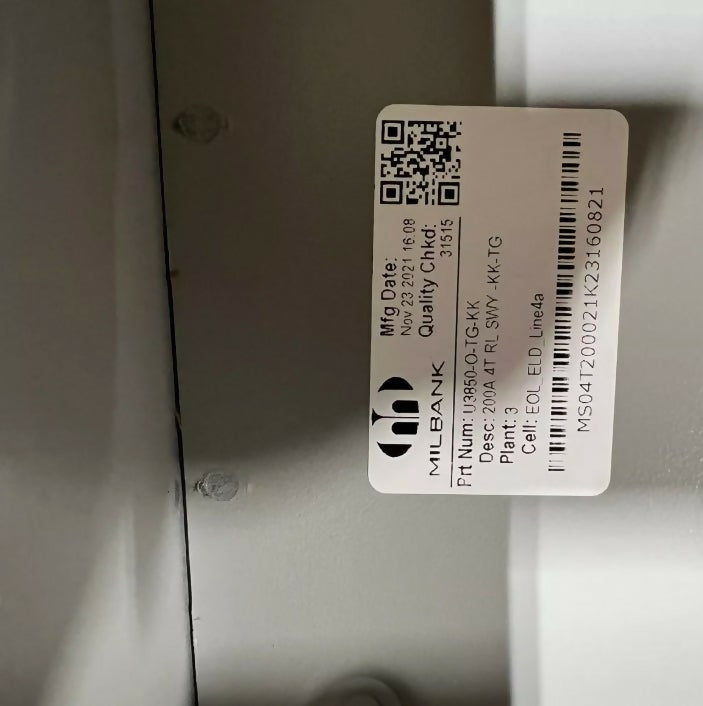 MILBANK
Mfg Date:
Nov 23 2021 16:08
Quality Chkd:
31515
Prt Num: U3850-O-TG-KK
Desc: 200A 4T RL SWY -KK-TG
Plant: 3
Cell: EOL_ELD_Line4a
MS04T200021K23160821